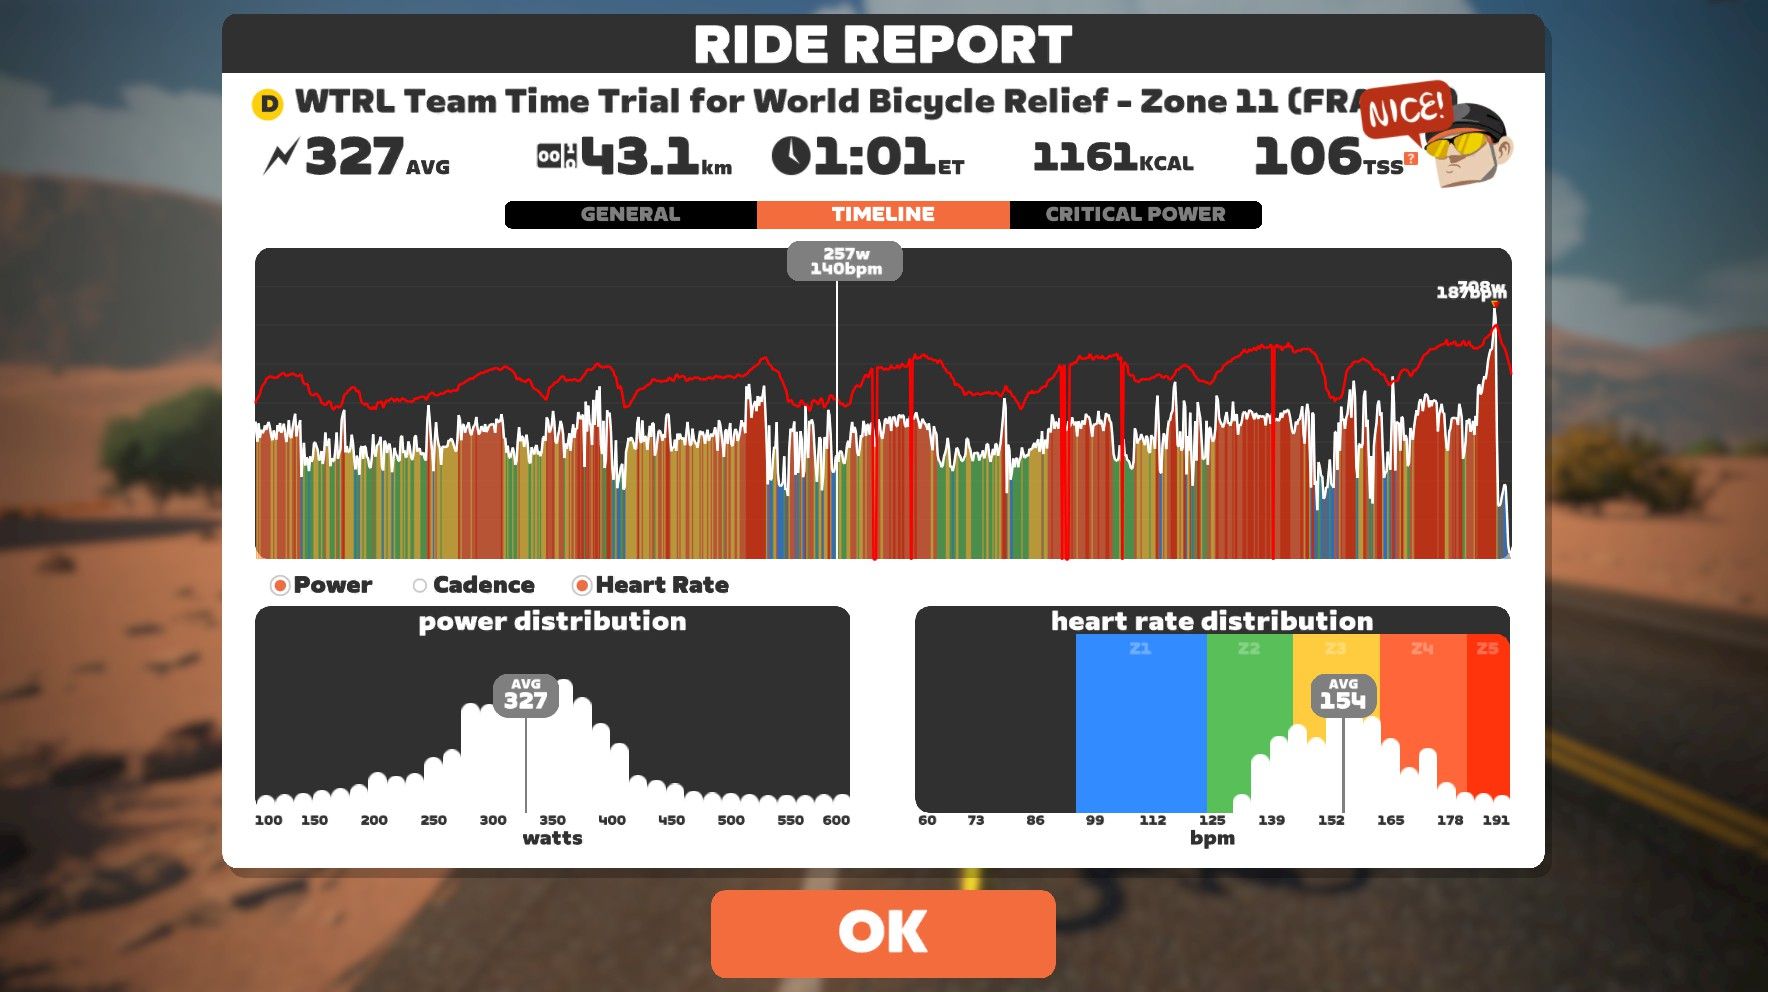 RIDE REPORT
D WTRL Team Time Trial for World Bicycle Relief - Zone 11 (FRA
NICE!
327 AVG 43.1 km 1:01 ET 1161 KCAL 106 TSS ?
GENERAL TIMELINE CRITICAL POWER
257w
140bpm
187bpm
Power Cadence Heart Rate
power distribution
AVG
327
100 150 200 250 300 350 400 450 500 550 600
watts
heart rate distribution
Z1 Z2 Z3 Z4 Z5
AVG
154
60 73 86 99 112 125 139 152 165 178 191
bpm
OK